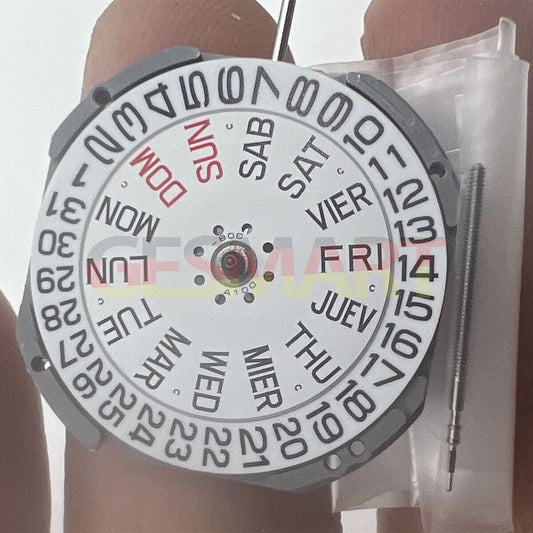 1
2
3
4
5
6
7
8
9
10
11
12
13
14
15
16
17
18
19
20
21
22
23
24
25
26
27
28
29
30
31
DOM
SUN
SAB
SAT
VIER
FRI
JUEV
THU
MIER
WED
MAR
TUE
LUN
MON
C
C
C
C
C
C
C
A100
GESMART